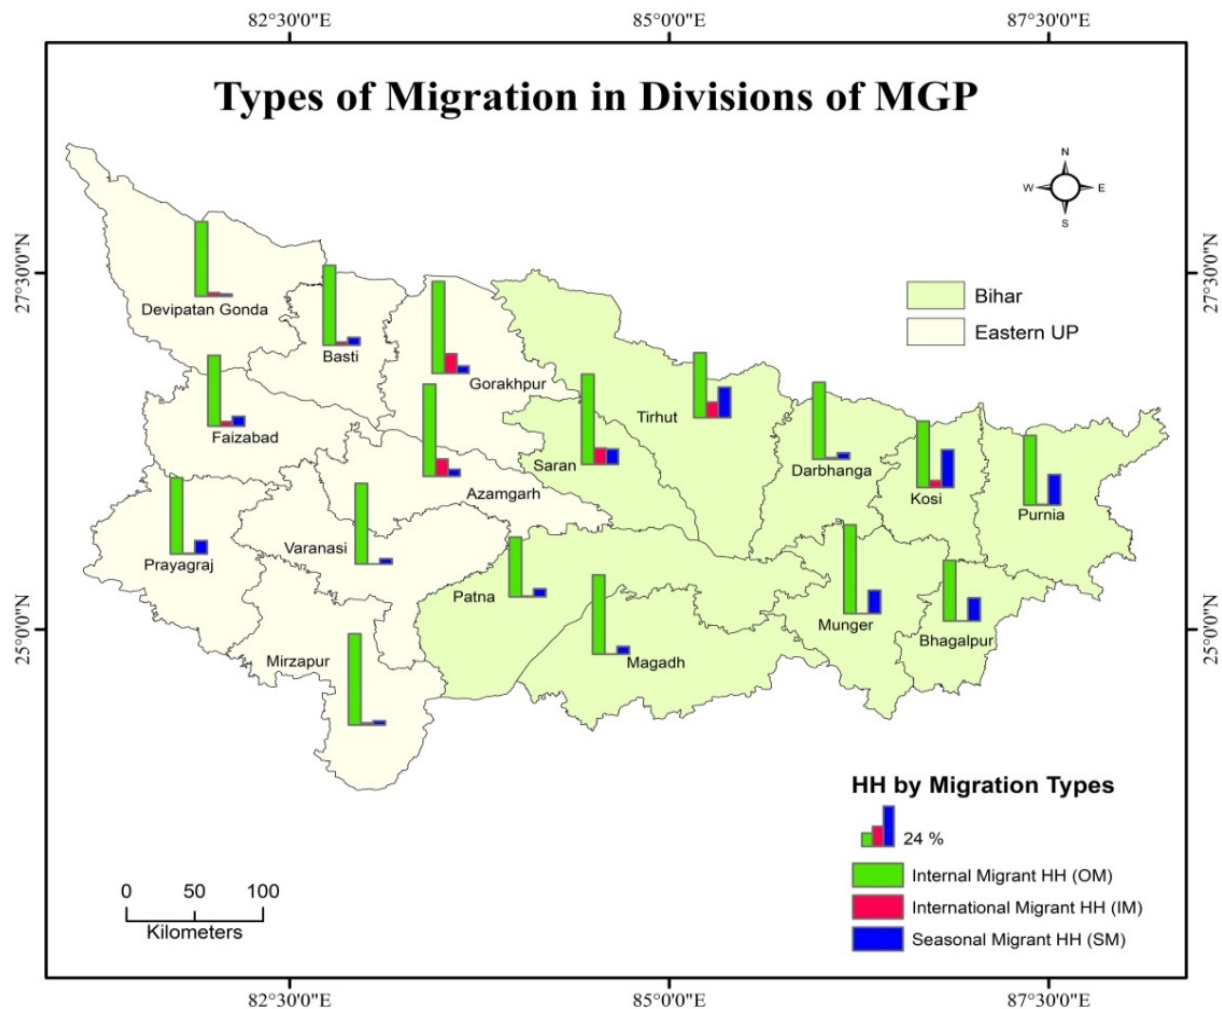 82°30'0"E
85°0'0"E
87°30'0"E
Types of Migration in Divisions of MGP
N
W
E
S
27°30'0"N
27°30'0"N
Bihar
Eastern UP
Devipatan Gonda
Basti
Gorakhpur
Tirhut
Faizabad
Saran
Darbhanga
Azamgarh
Kosi
Purnia
Varanasi
Prayagraj
Patna
Munger
Bhagalpur
Mirzapur
Magadh
25°0'0"N
25°0'0"N
HH by Migration Types
24 %
Internal Migrant HH (OM)
International Migrant HH (IM)
Seasonal Migrant HH (SM)
0 50 100
Kilometers
82°30'0"E
85°0'0"E
87°30'0"E